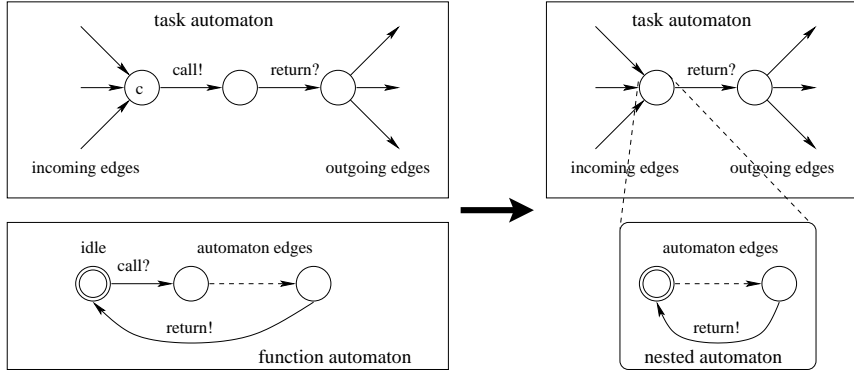 task automaton
call!
return?
c
incoming edges
outgoing edges
idle
automaton edges
call?
return!
function automaton
task automaton
return?
incoming edges
outgoing edges
automaton edges
return!
nested automaton